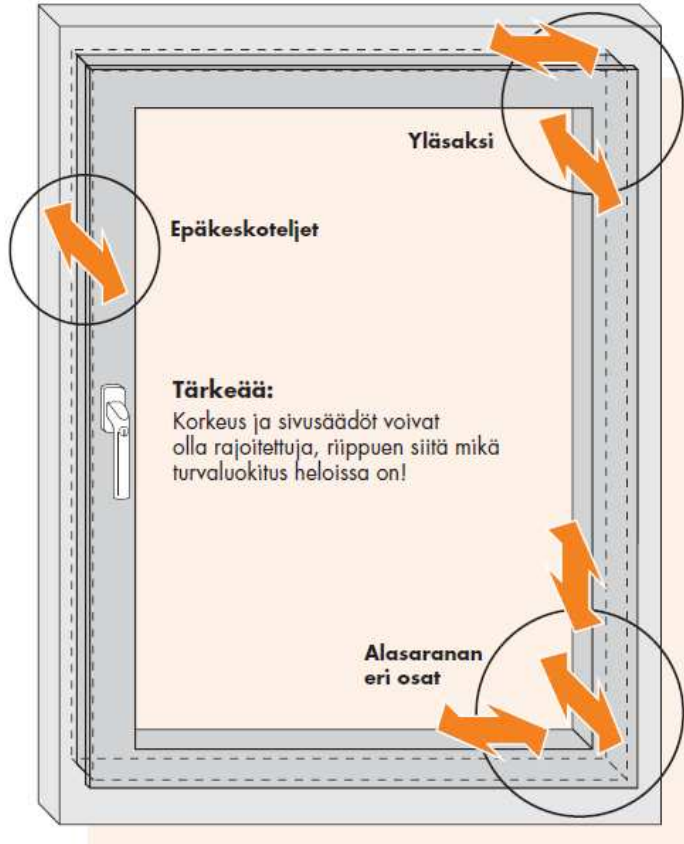 Yläsaksi
Epäkeskoteljet
Tärkeää:
Korkeus ja sivusäädöt voivat
olla rajoitettuja, riippuen siitä mikä
turvaluokitus heloissa on!
Alasaranan
eri osat